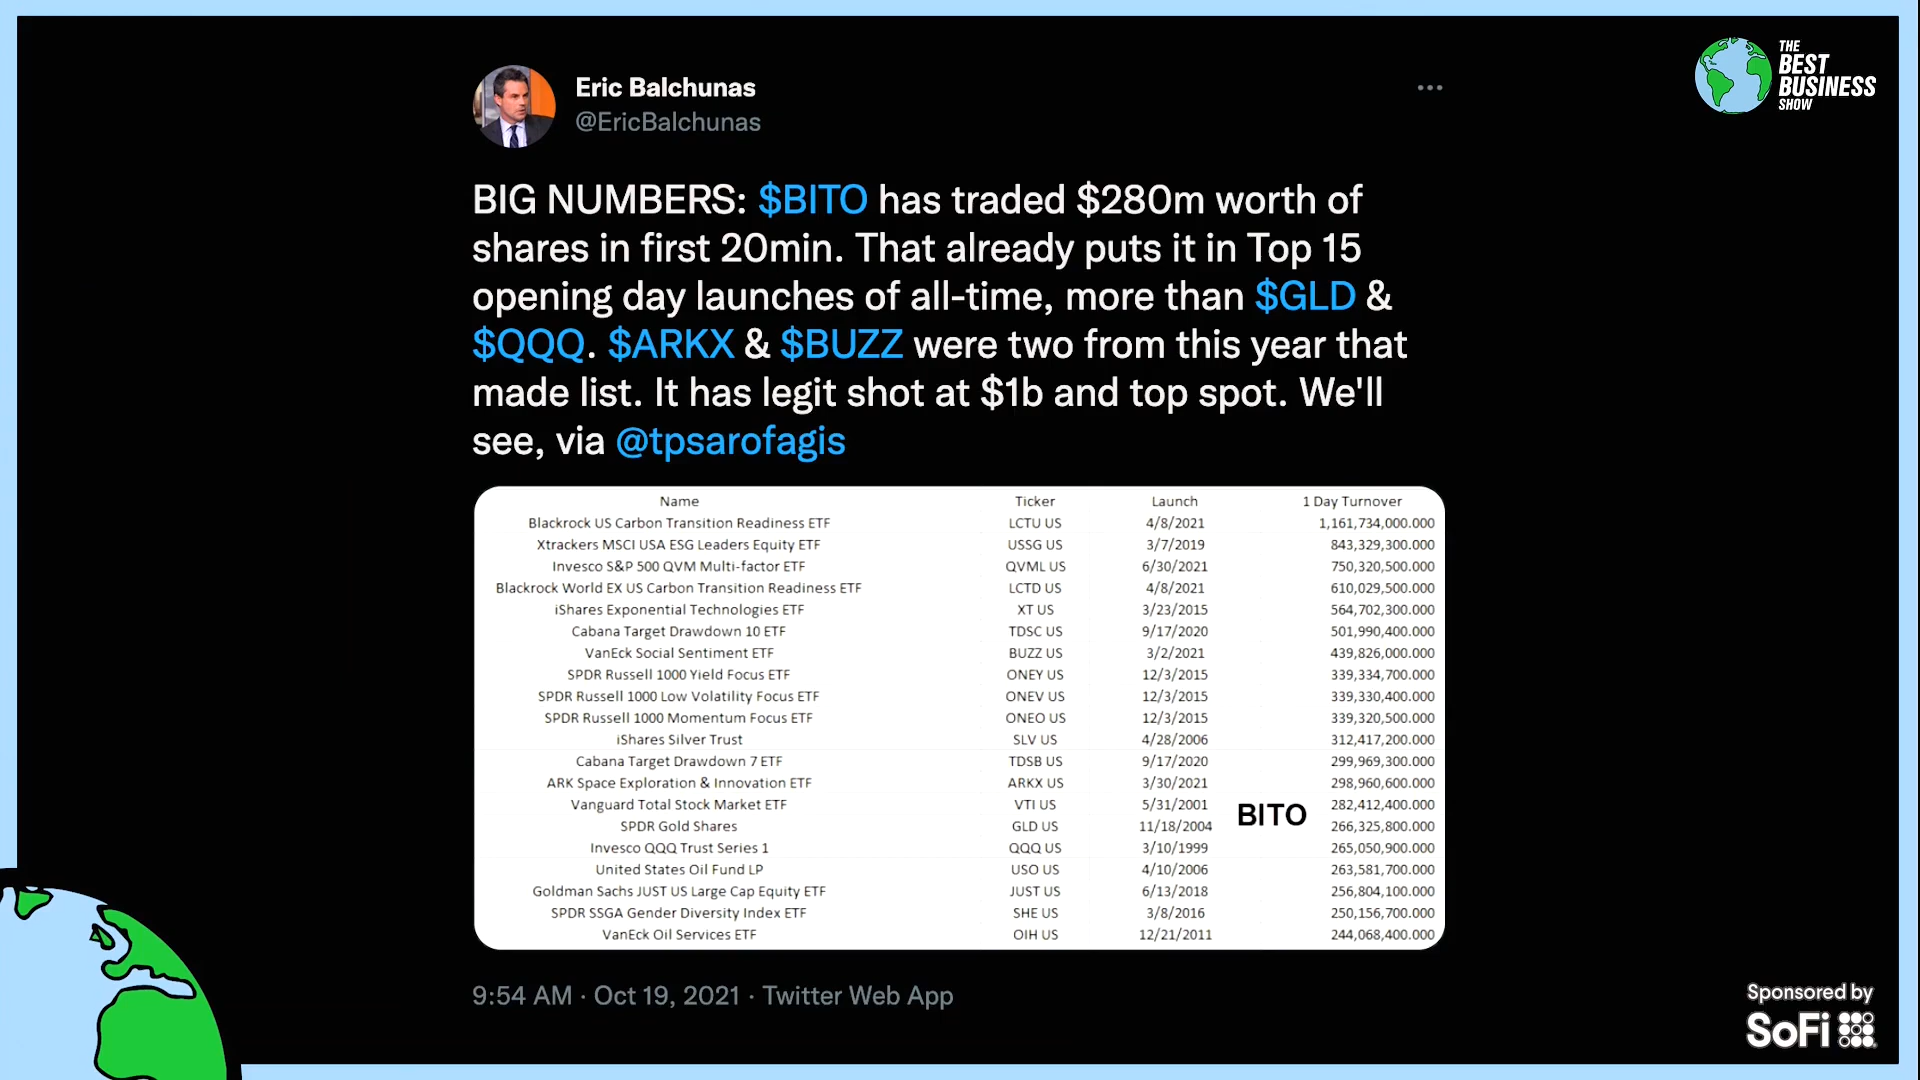 THE
BEST
BUSINESS
SHOW
Eric Balchunas
@EricBalchunas
BIG NUMBERS: $BITO has traded $280m worth of
shares in first 20min. That already puts it in Top 15
opening day launches of all-time, more than $GLD &
$QQQ. $ARKX & $BUZZ were two from this year that
made list. It has legit shot at $1b and top spot. We'll
see, via @tpsarofagis
Name Ticker Launch 1 Day Turnover
Blackrock US Carbon Transition Readiness ETF LCTU US 4/8/2021 1,161,734,000.000
Xtrackers MSCI USA ESG Leaders Equity ETF USSG US 3/7/2019 843,329,300.000
Invesco S&P 500 QVM Multi-factor ETF QVML US 6/30/2021 750,320,500.000
Blackrock World EX US Carbon Transition Readiness ETF LCTD US 4/8/2021 610,029,500.000
iShares Exponential Technologies ETF XT US 3/23/2015 564,702,300.000
Cabana Target Drawdown 10 ETF TDSC US 9/17/2020 501,990,400.000
VanEck Social Sentiment ETF BUZZ US 3/2/2021 439,826,000.000
SPDR Russell 1000 Yield Focus ETF ONEY US 12/3/2015 339,334,700.000
SPDR Russell 1000 Low Volatility Focus ETF ONEV US 12/3/2015 339,330,400.000
SPDR Russell 1000 Momentum Focus ETF ONEO US 12/3/2015 339,320,500.000
iShares Silver Trust SLV US 4/28/2006 312,417,200.000
Cabana Target Drawdown 7 ETF TDSB US 9/17/2020 299,969,300.000
ARK Space Exploration & Innovation ETF ARKX US 3/30/2021 298,960,600.000
Vanguard Total Stock Market ETF VTI US 5/31/2001 282,412,400.000
BITO
SPDR Gold Shares GLD US 11/18/2004 266,325,800.000
Invesco QQQ Trust Series 1 QQQ US 3/10/1999 265,050,900.000
United States Oil Fund LP USO US 4/10/2006 263,581,700.000
Goldman Sachs JUST US Large Cap Equity ETF JUST US 6/13/2018 256,804,100.000
SPDR SSGA Gender Diversity Index ETF SHE US 3/8/2016 250,156,700.000
VanEck Oil Services ETF OIH US 12/21/2011 244,068,400.000
9:54 AM · Oct 19, 2021 · Twitter Web App
Sponsored by
SoFi